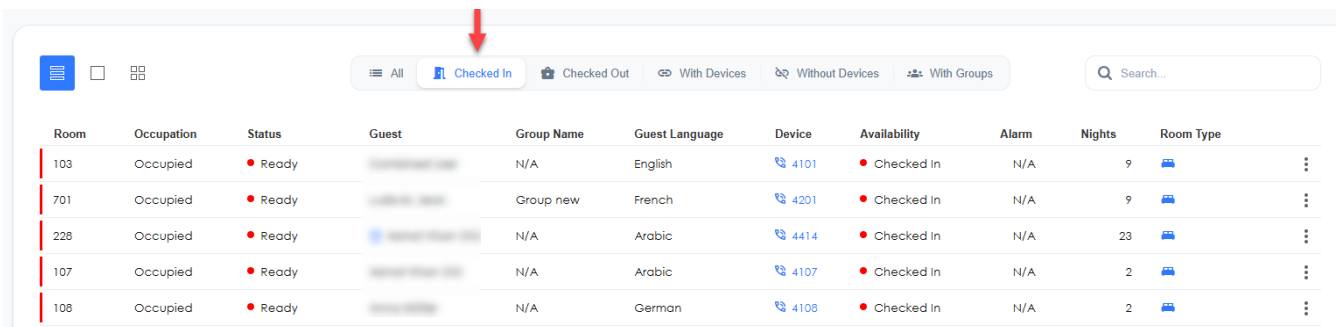 All Checked In Checked Out With Devices Without Devices With Groups Search...
Room Occupation Status Guest Group Name Guest Language Device Availability Alarm Nights Room Type
103 Occupied Ready N/A English 4101 Checked In N/A 9
701 Occupied Ready Group new French 4201 Checked In N/A 9
228 Occupied Ready N/A Arabic 4414 Checked In N/A 23
107 Occupied Ready N/A Arabic 4107 Checked In N/A 2
108 Occupied Ready N/A German 4108 Checked In N/A 2